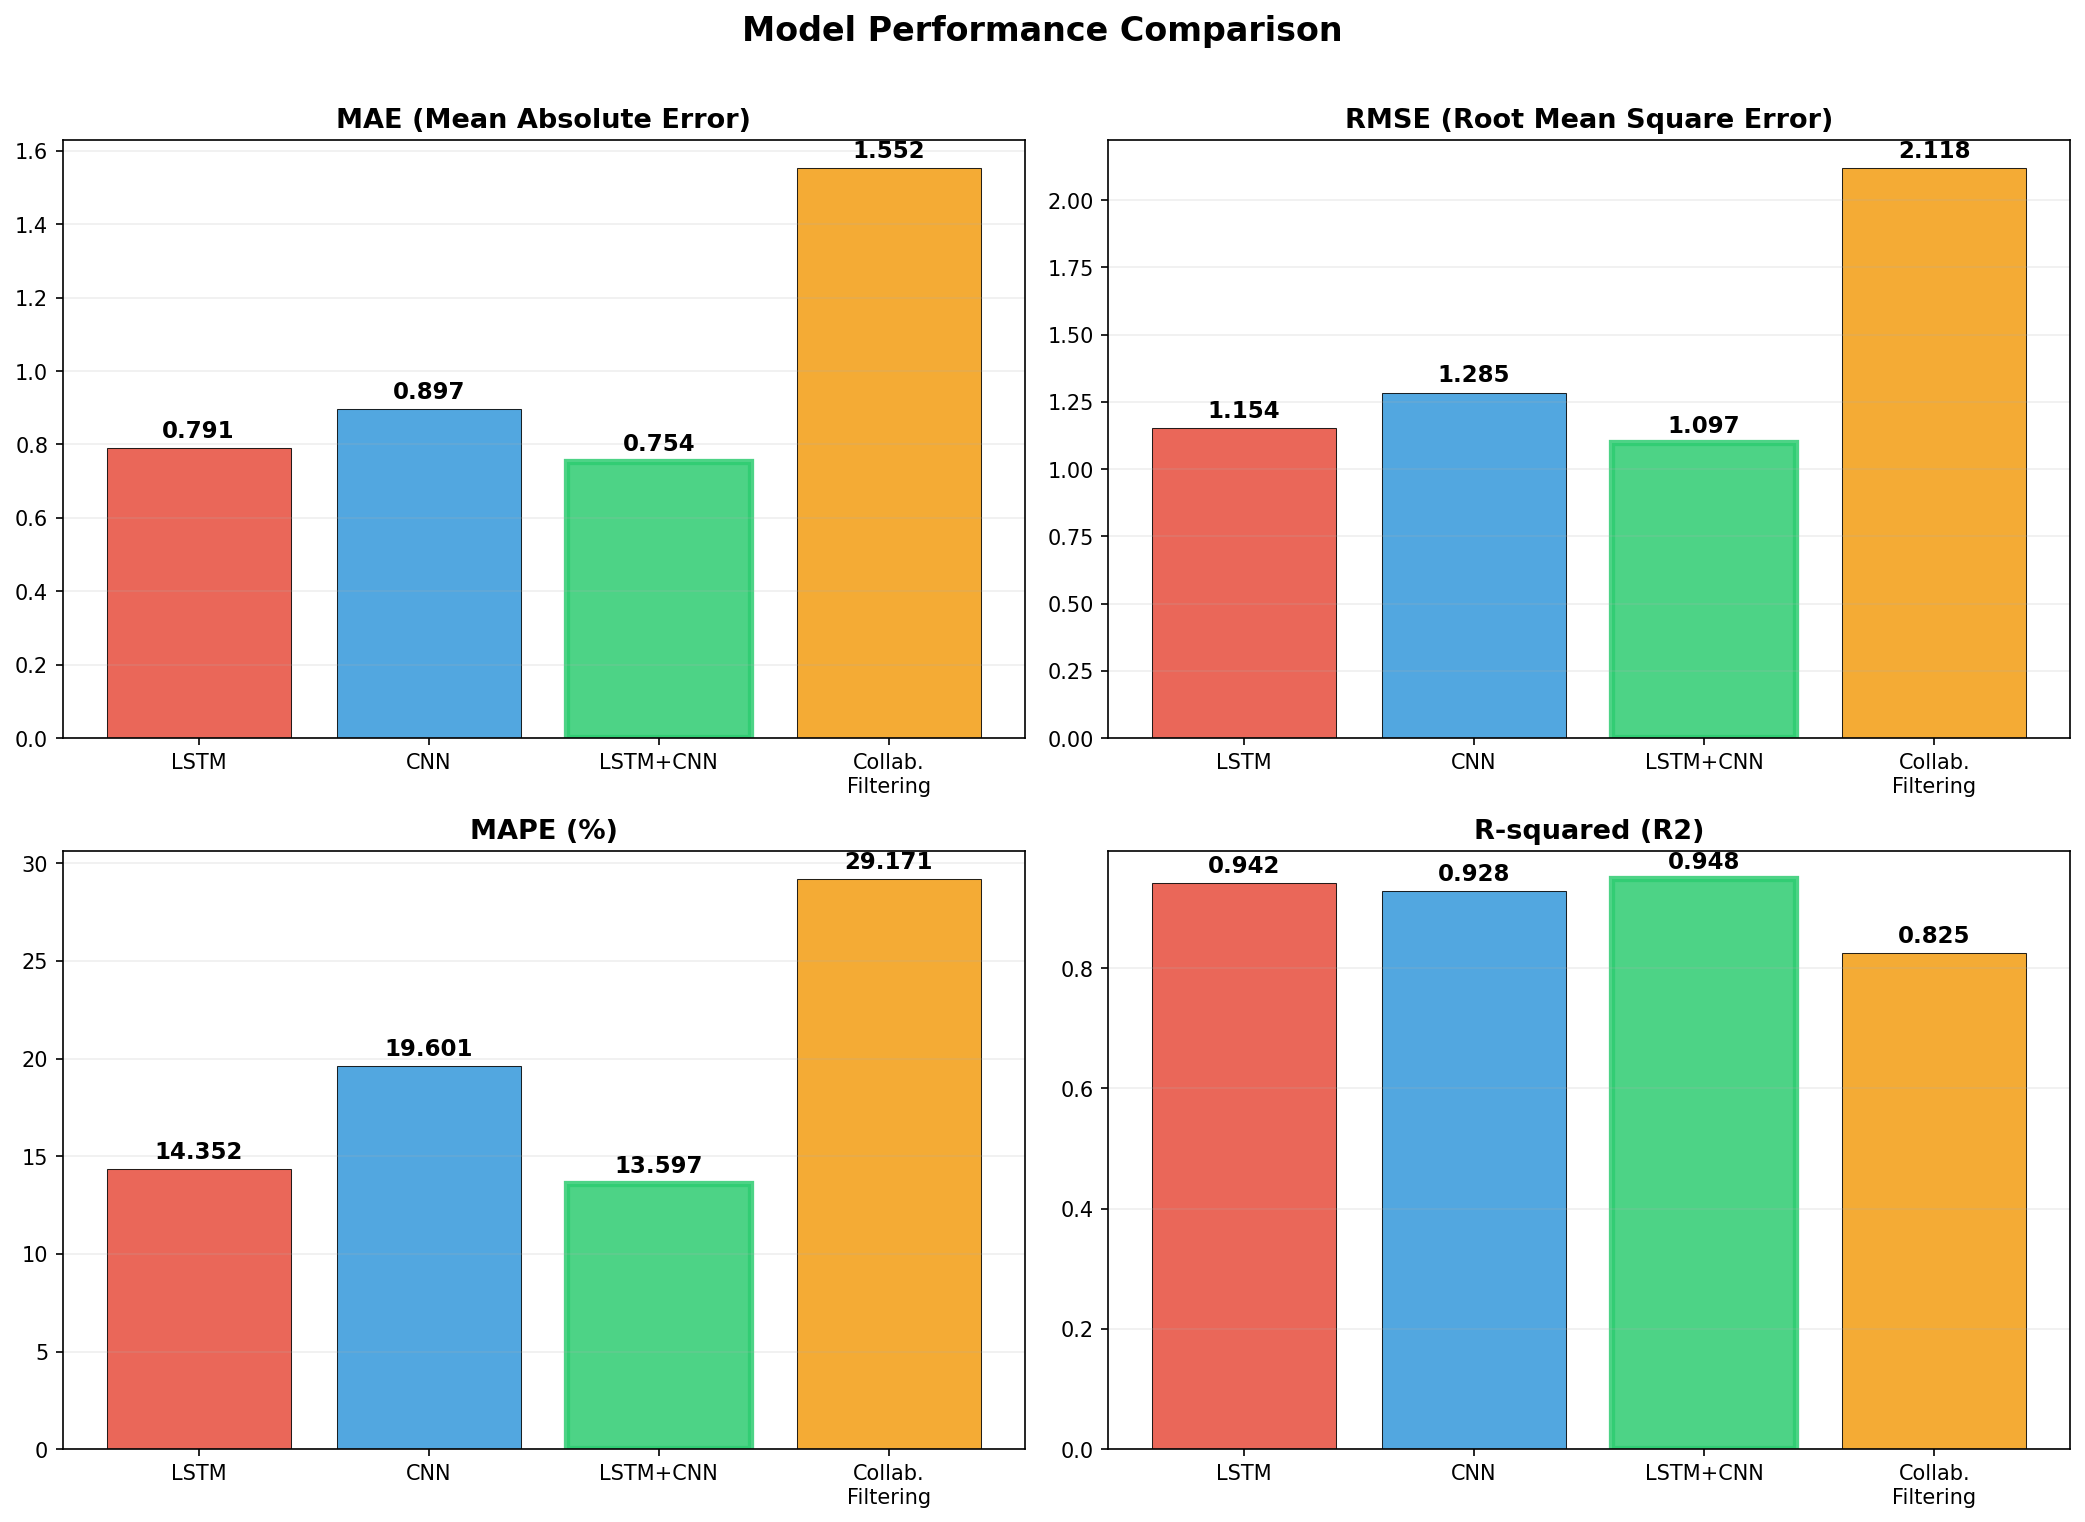 Model Performance Comparison
MAE (Mean Absolute Error)
1.6
1.4
1.2
1.0
0.8
0.6
0.4
0.2
0.0
0.791
0.897
0.754
1.552
LSTM
CNN
LSTM+CNN
Collab.
Filtering
RMSE (Root Mean Square Error)
2.00
1.75
1.50
1.25
1.00
0.75
0.50
0.25
0.00
1.154
1.285
1.097
2.118
LSTM
CNN
LSTM+CNN
Collab.
Filtering
MAPE (%)
30
25
20
15
10
5
0
14.352
19.601
13.597
29.171
LSTM
CNN
LSTM+CNN
Collab.
Filtering
R-squared (R2)
0.8
0.6
0.4
0.2
0.0
0.942
0.928
0.948
0.825
LSTM
CNN
LSTM+CNN
Collab.
Filtering